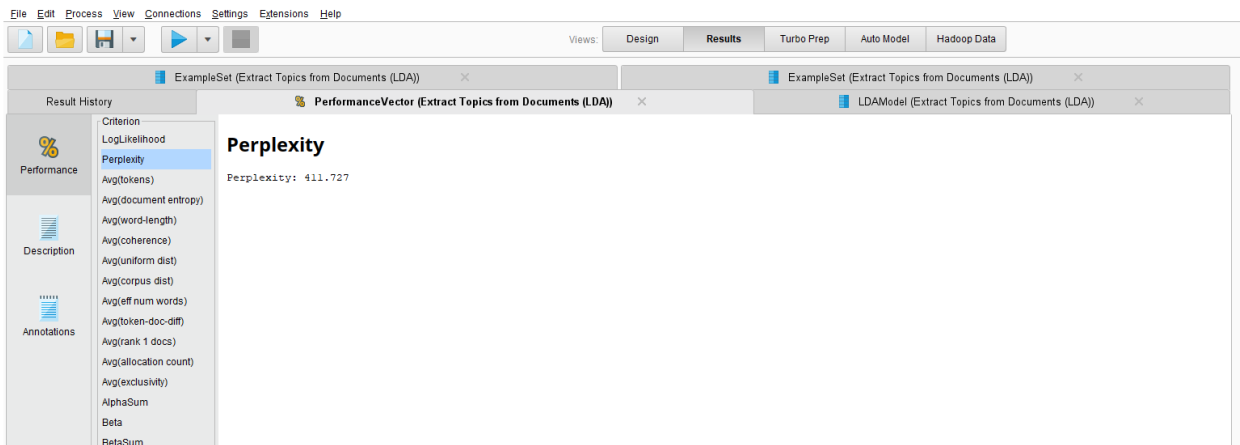 File Edit Process View Connections Settings Extensions Help
Views: Design Results Turbo Prep Auto Model Hadoop Data
ExampleSet (Extract Topics from Documents (LDA)) ExampleSet (Extract Topics from Documents (LDA))
Result History PerformanceVector (Extract Topics from Documents (LDA)) LDAModel (Extract Topics from Documents (LDA))
%
Performance
Description
Annotations
Criterion
LogLikelihood
Perplexity
Avg(tokens)
Avg(document entropy)
Avg(word-length)
Avg(coherence)
Avg(uniform dist)
Avg(corpus dist)
Avg(eff num words)
Avg(token-doc-diff)
Avg(rank 1 docs)
Avg(allocation count)
Avg(exclusivity)
AlphaSum
Beta
BetaSum
Perplexity
Perplexity: 411.727